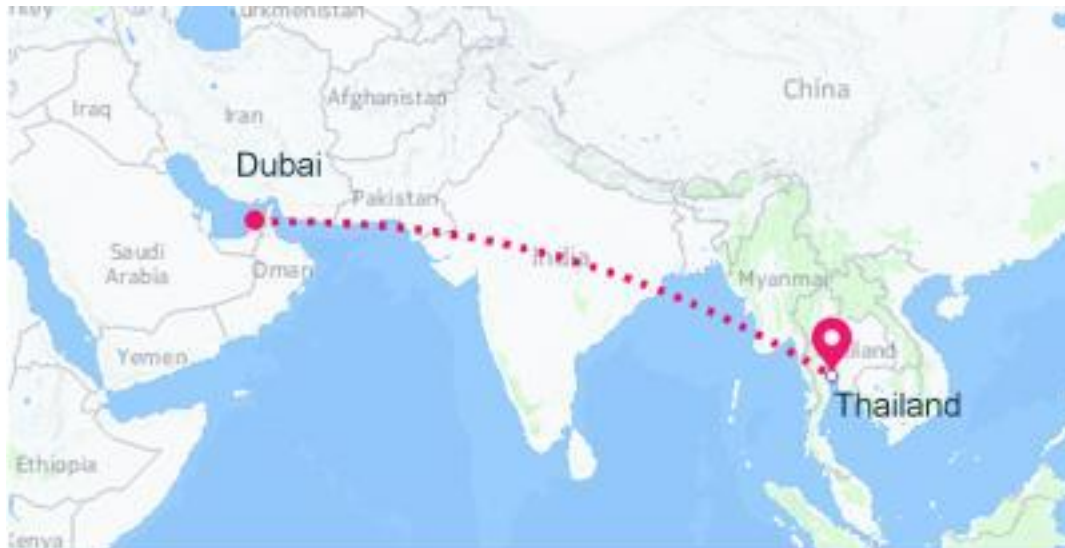 Turkmenistan
China
Afghanistan
Iraq
Iran
Dubai
Pakistan
Saudi
Arabia
Oman
India
Myanmar
Yemen
Thailand
Ethiopia